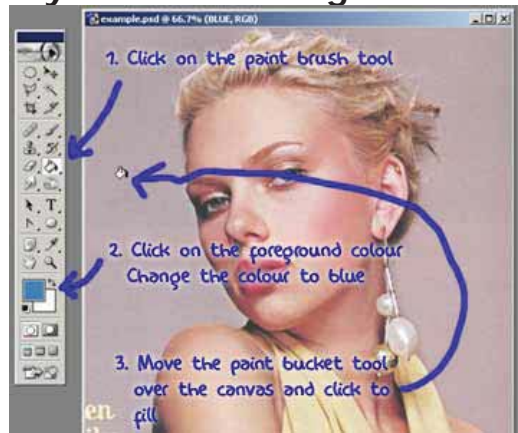 example.psd @ 66.7% (BLUE, RGB)
1. Click on the paint brush tool
2. Click on the foreground colour
Change the colour to blue
3. Move the paint bucket tool
over the canvas and click to
fill
en